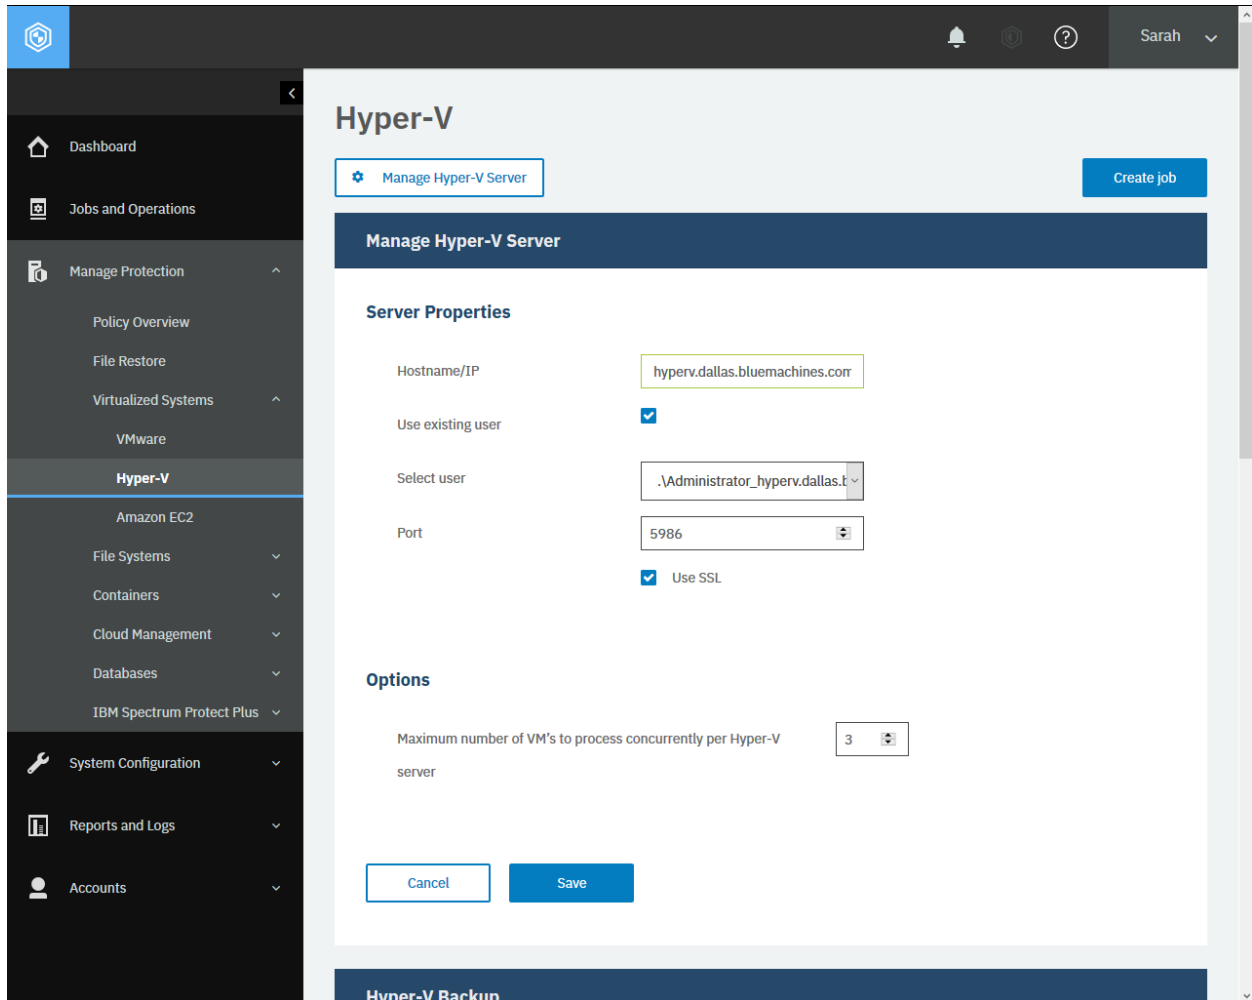 Sarah
Dashboard
Jobs and Operations
Manage Protection
Policy Overview
File Restore
Virtualized Systems
VMware
Hyper-V
Amazon EC2
File Systems
Containers
Cloud Management
Databases
IBM Spectrum Protect Plus
System Configuration
Reports and Logs
Accounts
Hyper-V
Manage Hyper-V Server
Create job
Manage Hyper-V Server
Server Properties
Hostname/IP
hyperv.dallas.bluemachines.com
Use existing user
Select user
.\Administrator_hyperv.dallas.b
Port
5986
Use SSL
Options
Maximum number of VM's to process concurrently per Hyper-V
server
3
Cancel
Save
Hyper-V Backup